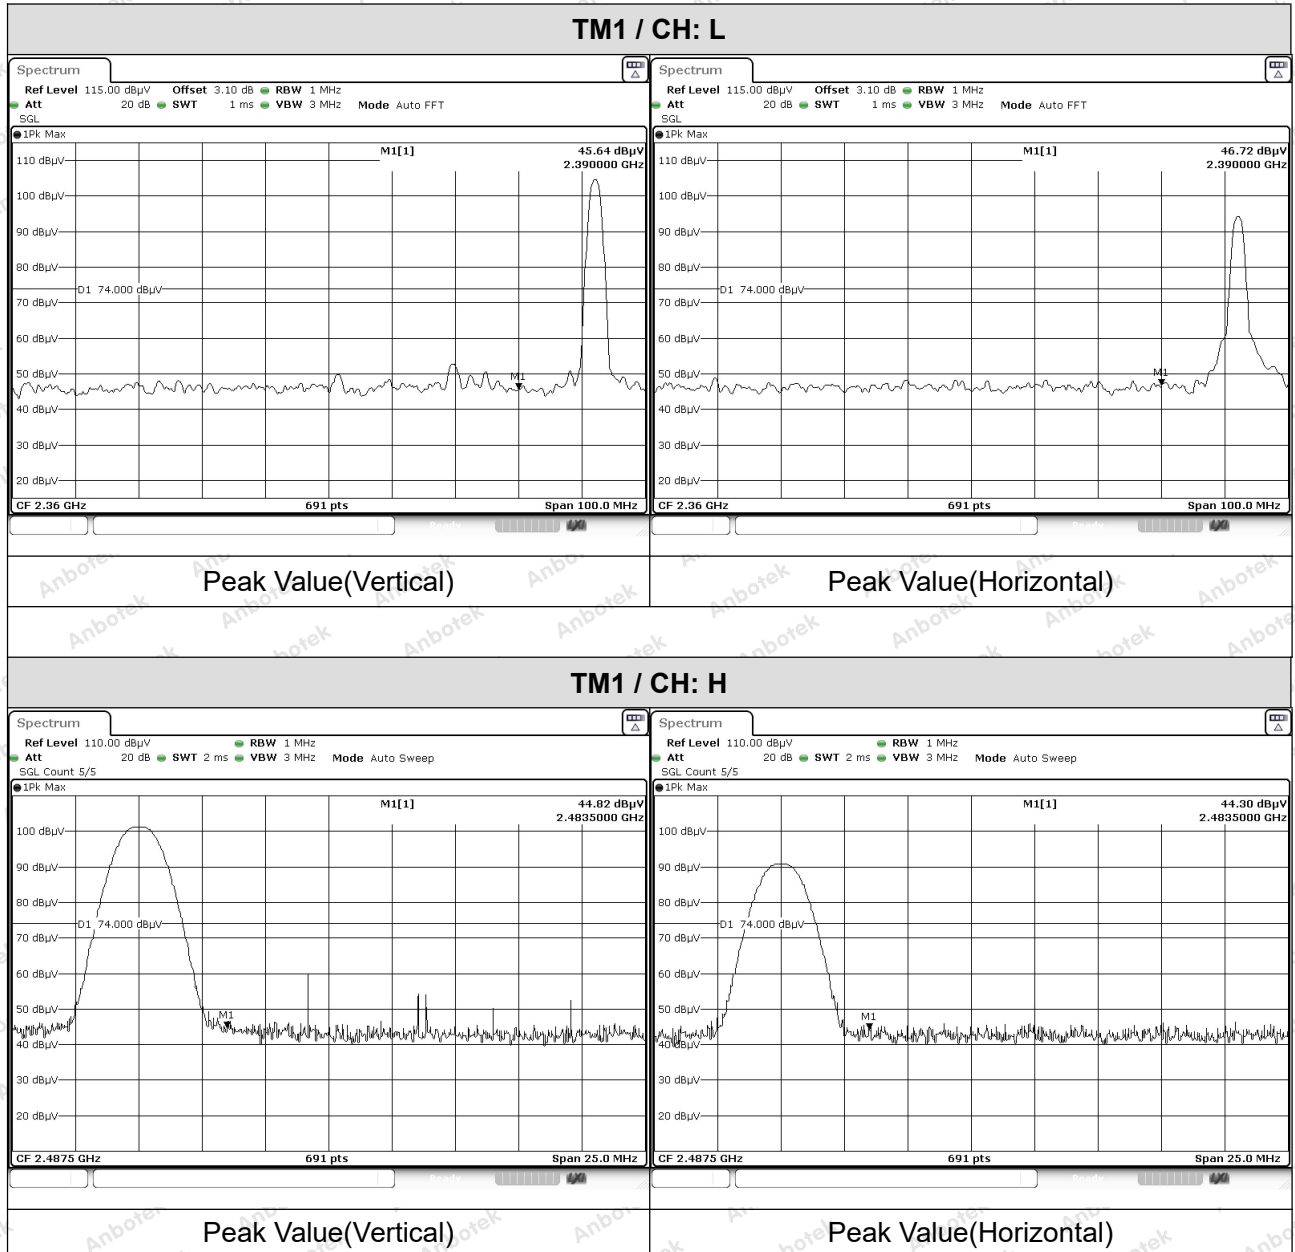 TM1 / CH: L
Spectrum
Ref Level 115.00 dBµV Offset 3.10 dB RBW 1 MHz
Att 20 dB SWT 1 ms VBW 3 MHz Mode Auto FFT
SGL
1Pk Max
M1[1] 45.64 dBµV
2.390000 GHz
110 dBµV
100 dBµV
90 dBµV
80 dBµV
D1 74.000 dBµV
70 dBµV
60 dBµV
50 dBµV
M1
40 dBµV
30 dBµV
20 dBµV
CF 2.36 GHz 691 pts Span 100.0 MHz
Ready
Spectrum
Ref Level 115.00 dBµV Offset 3.10 dB RBW 1 MHz
Att 20 dB SWT 1 ms VBW 3 MHz Mode Auto FFT
SGL
1Pk Max
M1[1] 46.72 dBµV
2.390000 GHz
110 dBµV
100 dBµV
90 dBµV
80 dBµV
D1 74.000 dBµV
70 dBµV
60 dBµV
50 dBµV
M1
40 dBµV
30 dBµV
20 dBµV
CF 2.36 GHz 691 pts Span 100.0 MHz
Ready
Peak Value(Vertical) Peak Value(Horizontal)
TM1 / CH: H
Spectrum
Ref Level 110.00 dBµV RBW 1 MHz
Att 20 dB SWT 2 ms VBW 3 MHz Mode Auto Sweep
SGL Count 5/5
1Pk Max
M1[1] 44.82 dBµV
2.4835000 GHz
100 dBµV
90 dBµV
80 dBµV
D1 74.000 dBµV
70 dBµV
60 dBµV
50 dBµV
M1
40 dBµV
30 dBµV
20 dBµV
CF 2.4875 GHz 691 pts Span 25.0 MHz
Ready
Spectrum
Ref Level 110.00 dBµV RBW 1 MHz
Att 20 dB SWT 2 ms VBW 3 MHz Mode Auto Sweep
SGL Count 5/5
1Pk Max
M1[1] 44.30 dBµV
2.4835000 GHz
100 dBµV
90 dBµV
80 dBµV
D1 74.000 dBµV
70 dBµV
60 dBµV
50 dBµV
M1
40 dBµV
30 dBµV
20 dBµV
CF 2.4875 GHz 691 pts Span 25.0 MHz
Ready
Peak Value(Vertical) Peak Value(Horizontal)
Anbotek